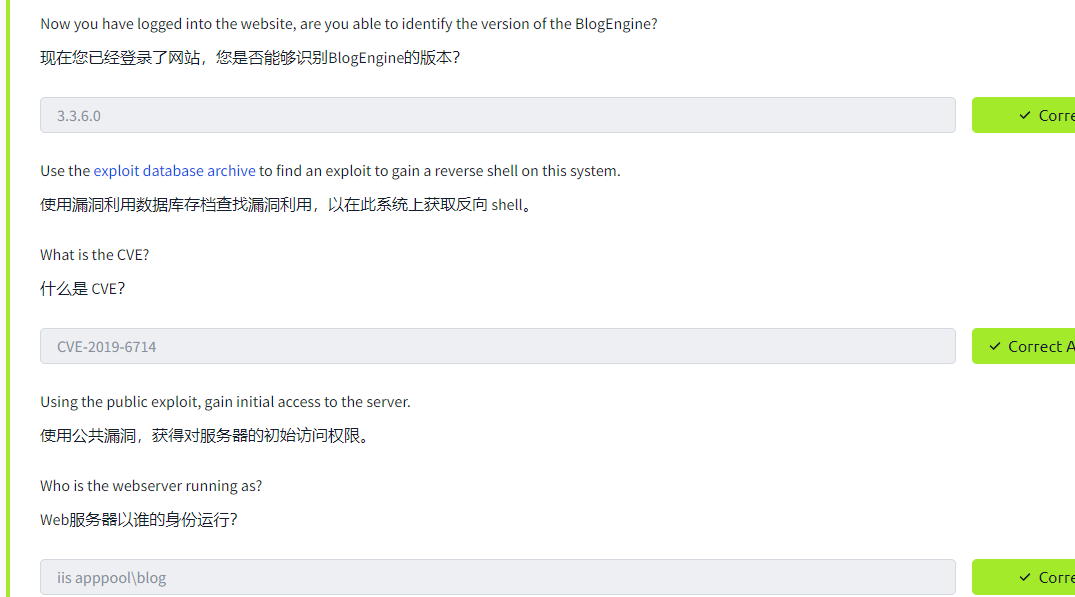 Now you have logged into the website, are you able to identify the version of the BlogEngine?
现在您已经登录了网站，您是否能够识别BlogEngine的版本？
3.3.6.0
✓ Corre
Use the exploit database archive to find an exploit to gain a reverse shell on this system.
使用漏洞利用数据库存档查找漏洞利用，以在此系统上获取反向 shell。
What is the CVE?
什么是 CVE？
CVE-2019-6714
✓ Correct A
Using the public exploit, gain initial access to the server.
使用公共漏洞，获得对服务器的初始访问权限。
Who is the webserver running as?
Web服务器以谁的身份运行？
iis apppool\blog
✓ Corre